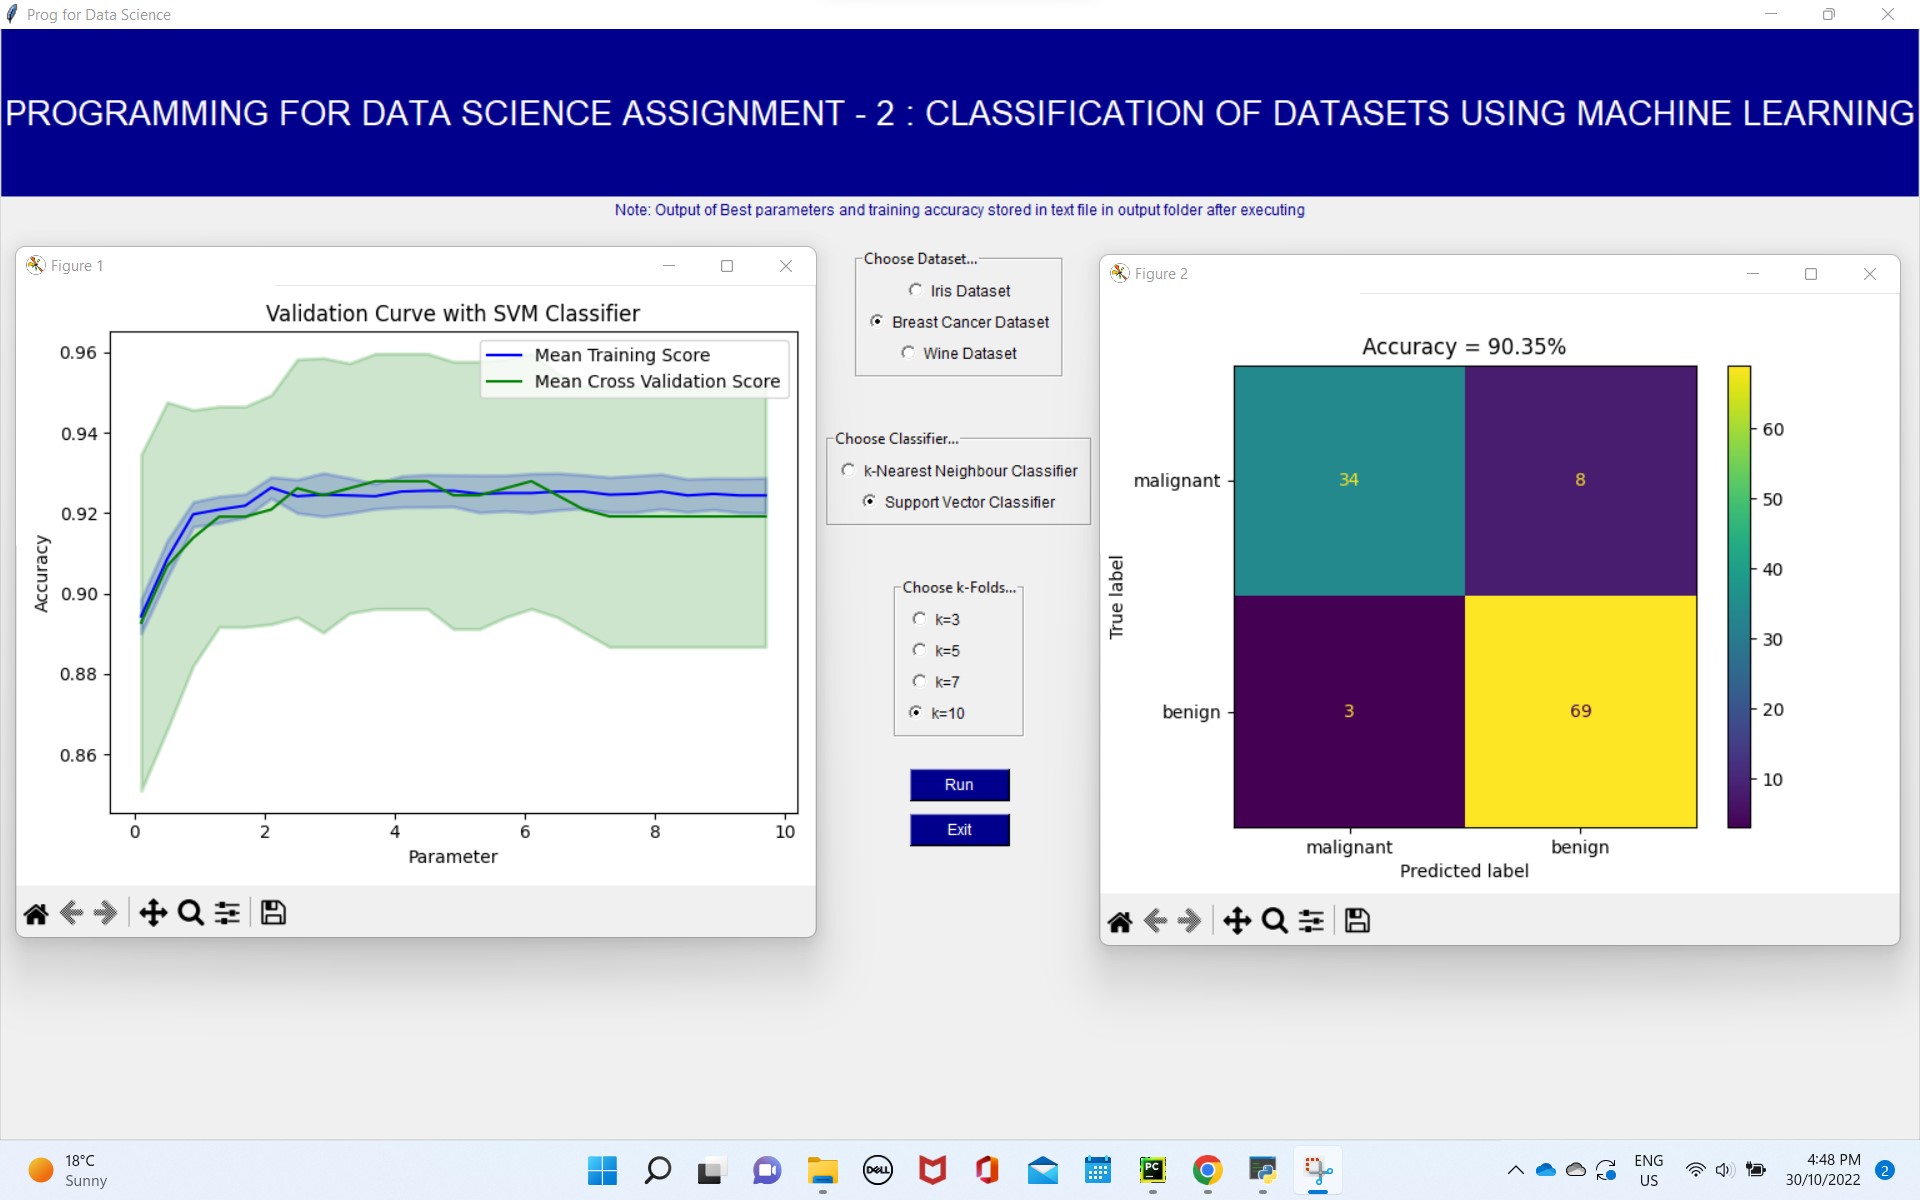 Prog for Data Science
PROGRAMMING FOR DATA SCIENCE ASSIGNMENT - 2 : CLASSIFICATION OF DATASETS USING MACHINE LEARNING
Note: Output of Best parameters and training accuracy stored in text file in output folder after executing
Figure 1
Validation Curve with SVM Classifier
Mean Training Score
Mean Cross Validation Score
0.96
0.94
0.92
0.90
0.88
0.86
Accuracy
0 2 4 6 8 10
Parameter
Choose Dataset...
Iris Dataset
Breast Cancer Dataset
Wine Dataset
Choose Classifier...
k-Nearest Neighbour Classifier
Support Vector Classifier
Choose k-Folds...
k=3
k=5
k=7
k=10
Run
Exit
Figure 2
Accuracy = 90.35%
True label
malignant
34 8
benign
3 69
malignant benign
Predicted label
60
50
40
30
20
10
18°C
Sunny
DELL
PC
ENG
US
4:48 PM
30/10/2022
2